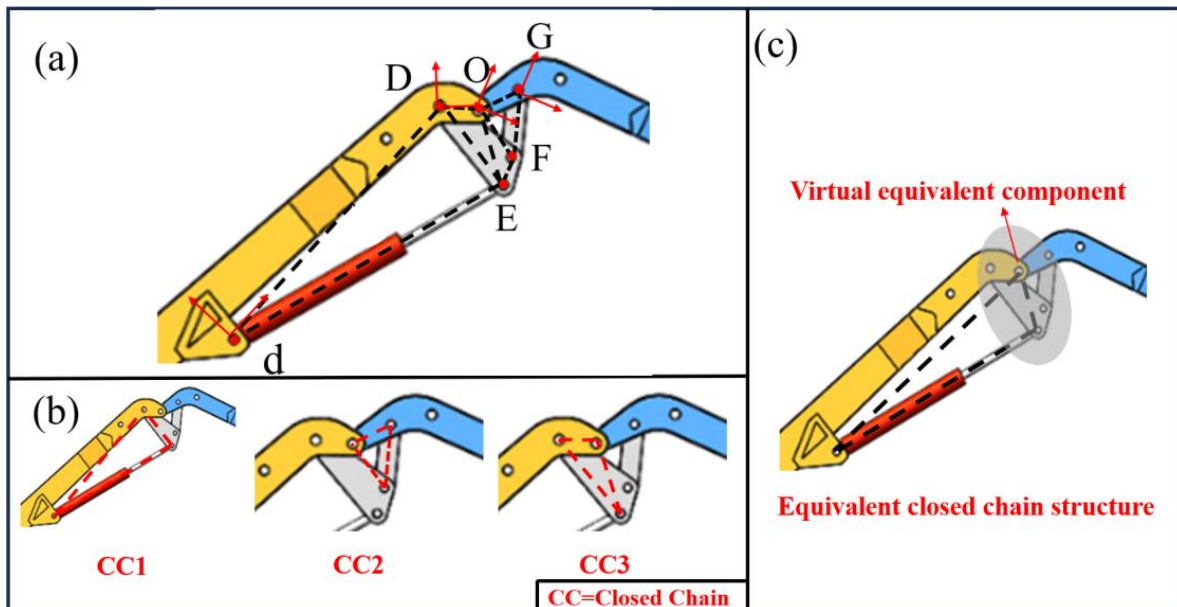 (a)
D
O
G
F
E
d
(b)
CC1
CC2
CC3
CC=Closed Chain
(c)
Virtual equivalent component
Equivalent closed chain structure